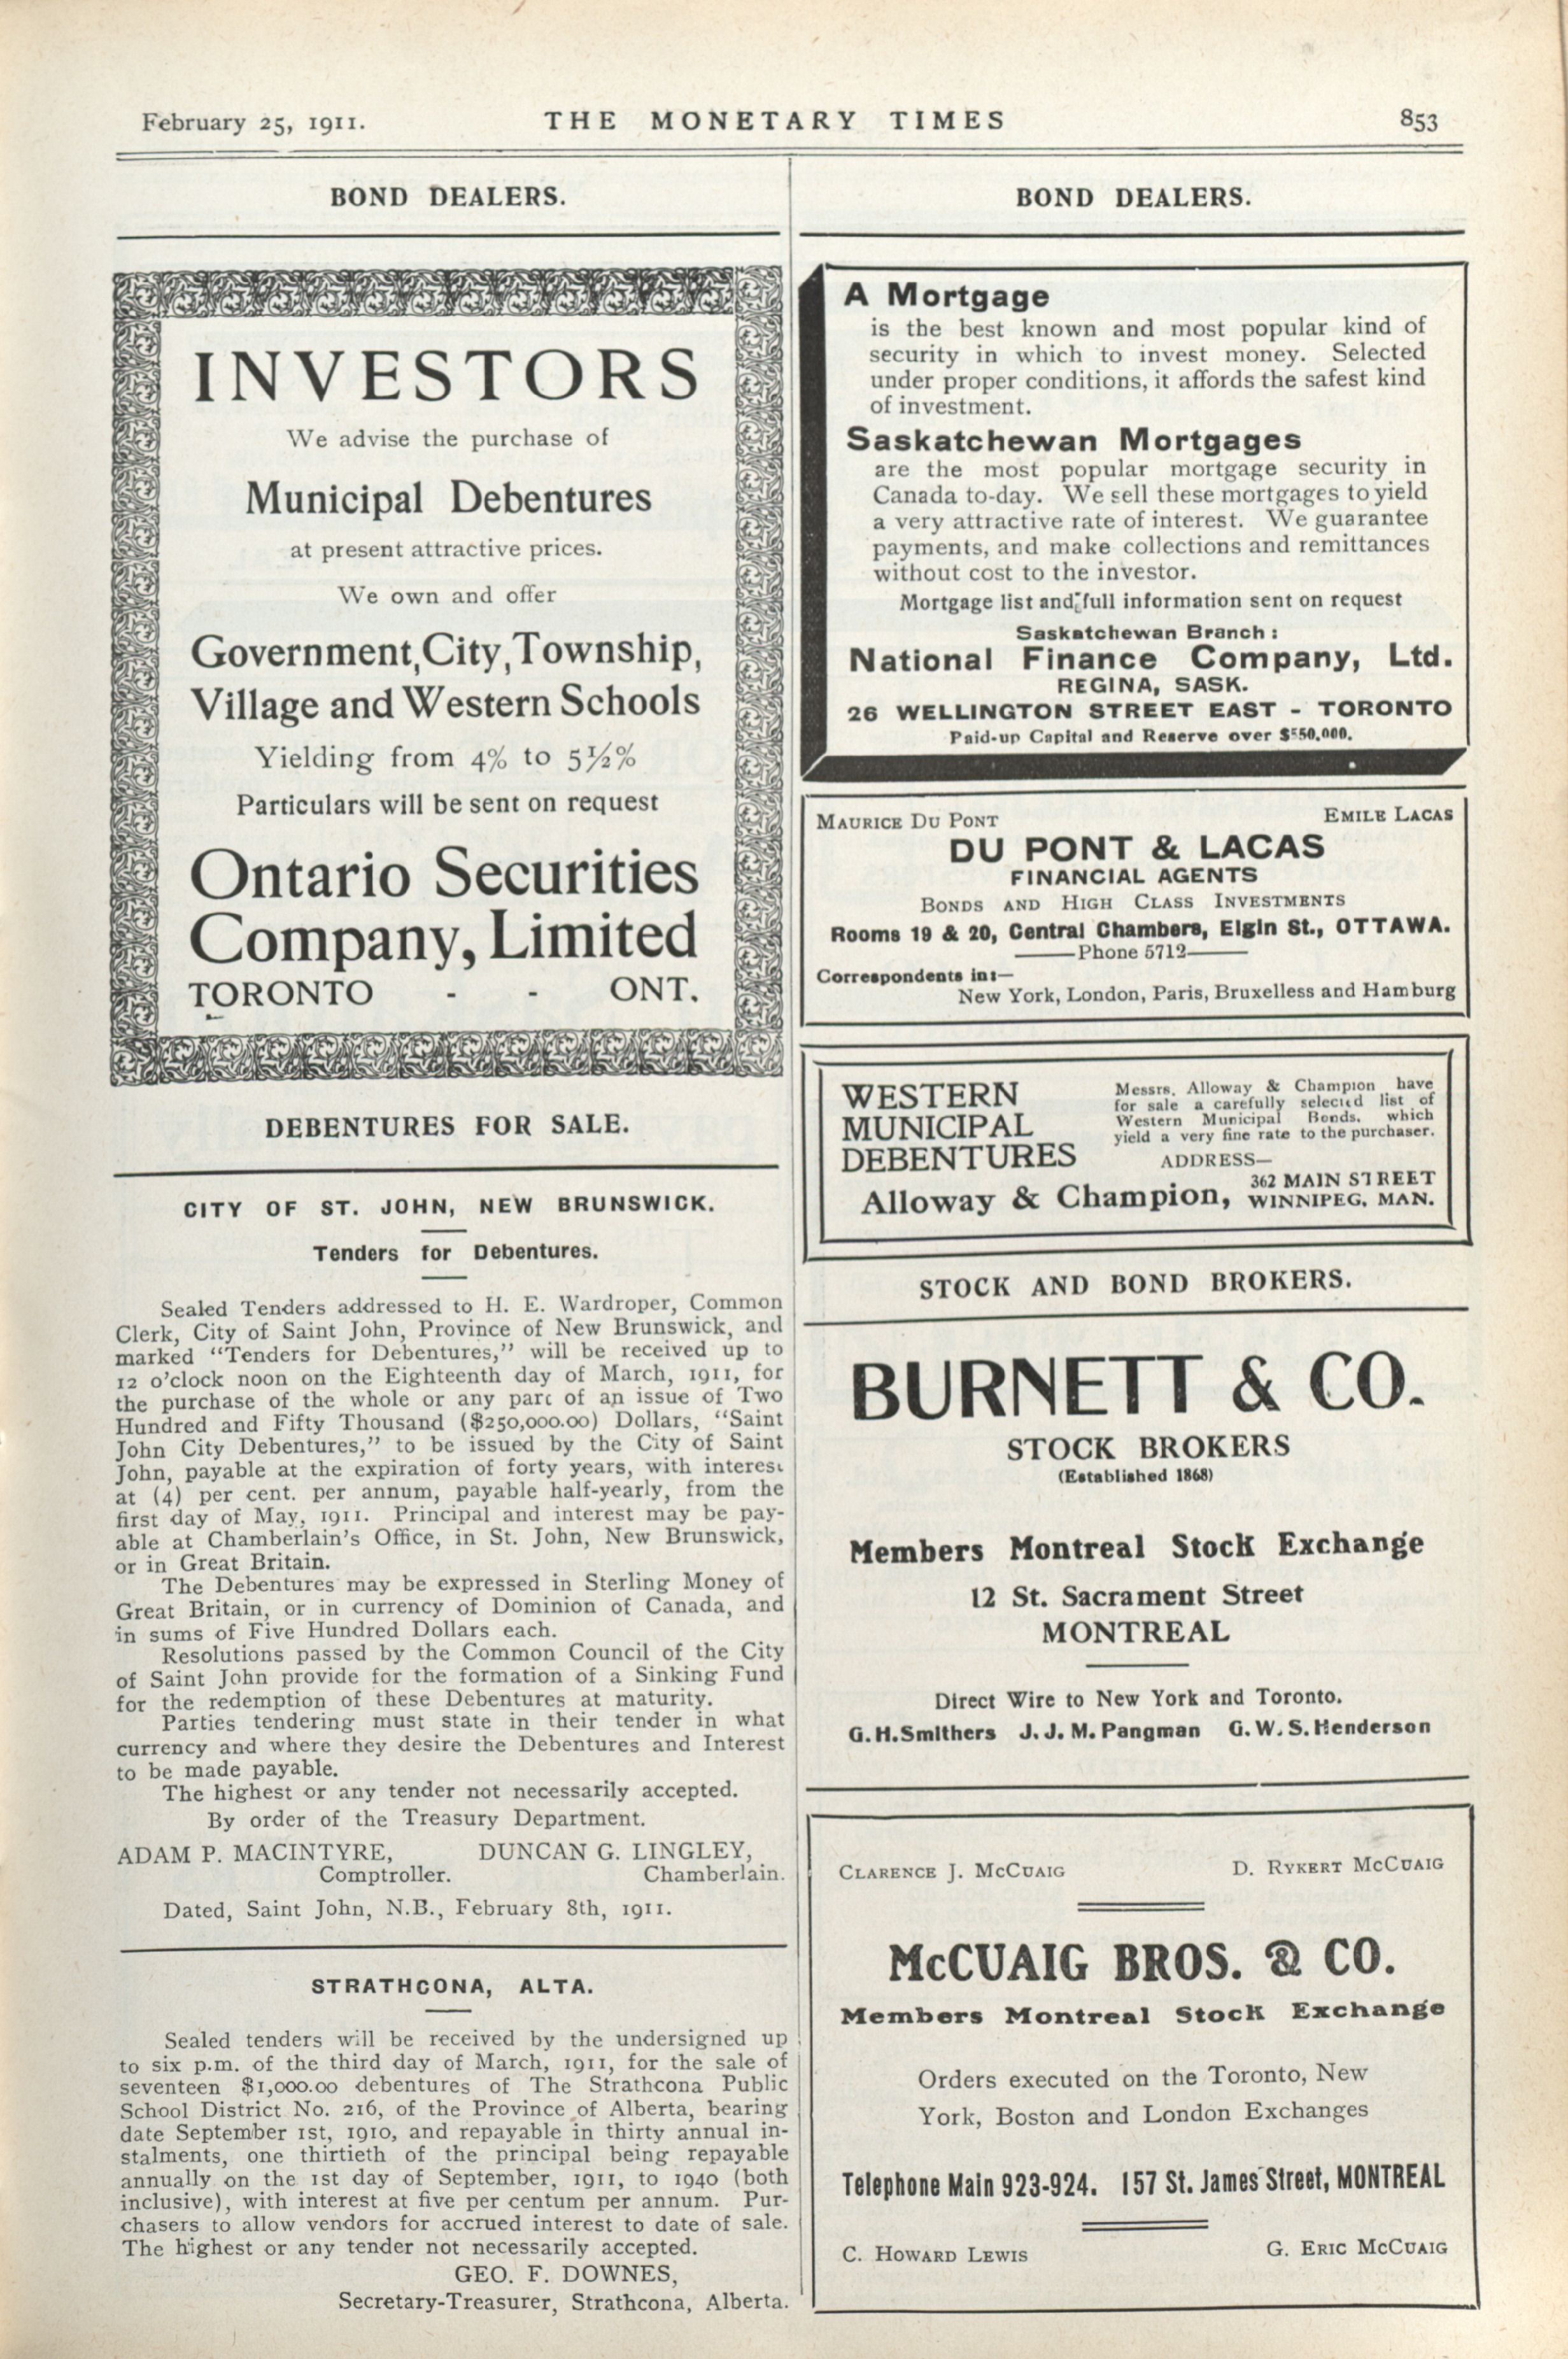 February 25, 1911.
THE MONETARY TIMES
853
BOND DEALERS.
INVESTORS
We advise the purchase of
Municipal Debentures
at present attractive prices.
We own and offer
Government, City, Township,
Village and Western Schools
Yielding from 4% to 5½%
Particulars will be sent on request
Ontario Securities
Company, Limited
TORONTO - - ONT.
DEBENTURES FOR SALE.
CITY OF ST. JOHN, NEW BRUNSWICK.
Tenders for Debentures.
Sealed Tenders addressed to H. E. Wardroper, Common
Clerk, City of Saint John, Province of New Brunswick, and
marked "Tenders for Debentures," will be received up to
12 o'clock noon on the Eighteenth day of March, 1911, for
the purchase of the whole or any part of an issue of Two
Hundred and Fifty Thousand ($250,000.00) Dollars, "Saint
John City Debentures," to be issued by the City of Saint
John, payable at the expiration of forty years, with interest
at (4) per cent. per annum, payable half-yearly, from the
first day of May, 1911. Principal and interest may be pay-
able at Chamberlain's Office, in St. John, New Brunswick,
or in Great Britain.
The Debentures may be expressed in Sterling Money of
Great Britain, or in currency of Dominion of Canada, and
in sums of Five Hundred Dollars each.
Resolutions passed by the Common Council of the City
of Saint John provide for the formation of a Sinking Fund
for the redemption of these Debentures at maturity.
Parties tendering must state in their tender in what
currency and where they desire the Debentures and Interest
to be made payable.
The highest or any tender not necessarily accepted.
By order of the Treasury Department.
ADAM P. MACINTYRE, DUNCAN G. LINGLEY,
Comptroller. Chamberlain.
Dated, Saint John, N.B., February 8th, 1911.
STRATHCONA, ALTA.
Sealed tenders will be received by the undersigned up
to six p.m. of the third day of March, 1911, for the sale of
seventeen $1,000.00 debentures of The Strathcona Public
School District No. 216, of the Province of Alberta, bearing
date September 1st, 1910, and repayable in thirty annual in-
stalments, one thirtieth of the principal being repayable
annually on the 1st day of September, 1911, to 1940 (both
inclusive), with interest at five per centum per annum. Pur-
chasers to allow vendors for accrued interest to date of sale.
The highest or any tender not necessarily accepted.
GEO. F. DOWNES,
Secretary-Treasurer, Strathcona, Alberta.
BOND DEALERS.
A Mortgage
is the best known and most popular kind of
security in which to invest money. Selected
under proper conditions, it affords the safest kind
of investment.
Saskatchewan Mortgages
are the most popular mortgage security in
Canada to-day. We sell these mortgages to yield
a very attractive rate of interest. We guarantee
payments, and make collections and remittances
without cost to the investor.
Mortgage list and full information sent on request
Saskatchewan Branch:
National Finance Company, Ltd.
REGINA, SASK.
26 WELLINGTON STREET EAST - TORONTO
Paid-up Capital and Reserve over
MAURICE DU PONT EMILE LACAS
DU PONT & LACAS
FINANCIAL AGENTS
BONDS AND HIGH CLASS INVESTMENTS
Rooms 19 & 20, Central Chambers, Elgin St., OTTAWA.
Phone 5712
Correspondents in:—
New York, London, Paris, Bruxelless and Hamburg
WESTERN
MUNICIPAL
DEBENTURES
Messrs. Alloway & Champion have
for sale a carefully selected list of
Western Municipal Bonds, which
yield a very fine rate to the purchaser.
ADDRESS—
Alloway & Champion, 362 MAIN STREET
WINNIPEG, MAN.
STOCK AND BOND BROKERS.
BURNETT & CO.
STOCK BROKERS
(Established 1868)
Members Montreal Stock Exchange
12 St. Sacrament Street
MONTREAL
Direct Wire to New York and Toronto.
G. H. Smithers J. J. M. Pangman G. W. S. Henderson
CLARENCE J. MCCUAIG D. RYKERT MCCUAIG
McCUAIG BROS. & CO.
Members Montreal Stock Exchange
Orders executed on the Toronto, New
York, Boston and London Exchanges
Telephone Main 923-924. 157 St. James Street, MONTREAL
C. HOWARD LEWIS G. ERIC MCCUAIG